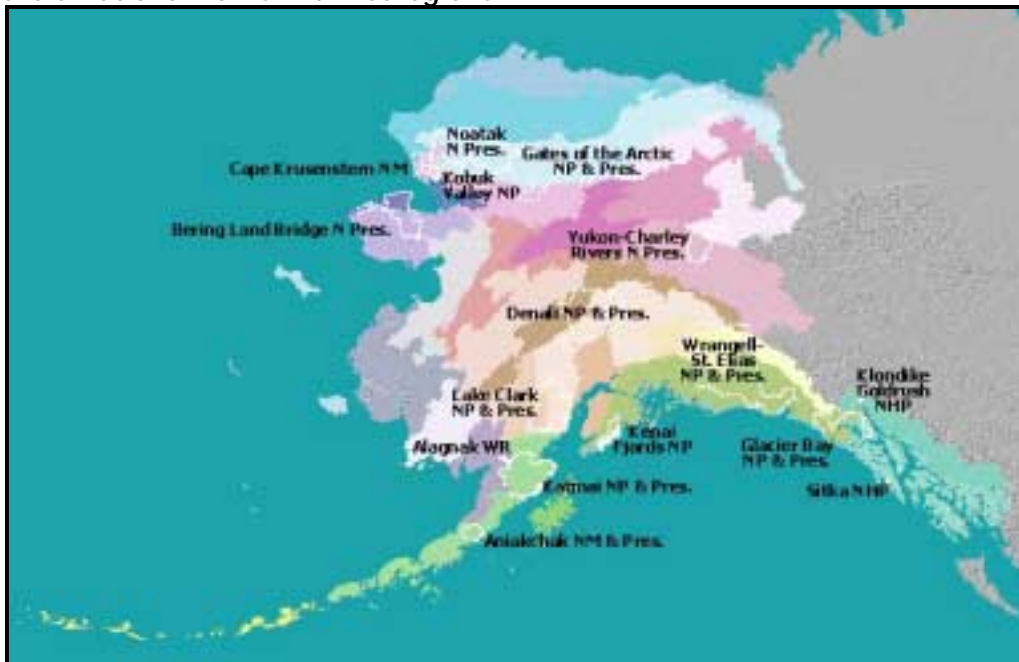 Noatak
N Pres.
Gates of the Arctic
NP & Pres.
Cape Krusenstern NM
Kobuk
Valley NP
Bering Land Bridge N Pres.
Yukon-Charley
Rivers N Pres.
Denali NP & Pres.
Wrangell-
St. Elias
NP & Pres.
Klondike
Goldrush
NHP
Lake Clark
NP & Pres.
Alagnak WR
Kenai
Fjords NP
Glacier Bay
NP & Pres.
Katmai NP & Pres.
Sitka NHP
Aniakchak NM & Pres.